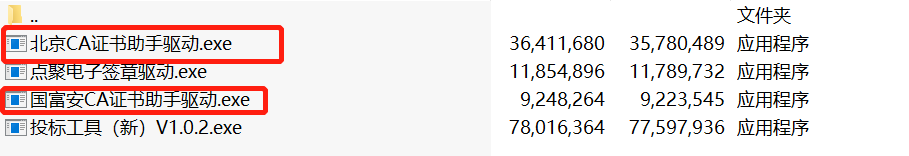 .. 文件夹
北京CA证书助手驱动.exe 36,411,680 35,780,489 应用程序
点聚电子签章驱动.exe 11,854,896 11,789,732 应用程序
国富安CA证书助手驱动.exe 9,248,264 9,223,545 应用程序
投标工具（新）V1.0.2.exe 78,016,364 77,597,936 应用程序